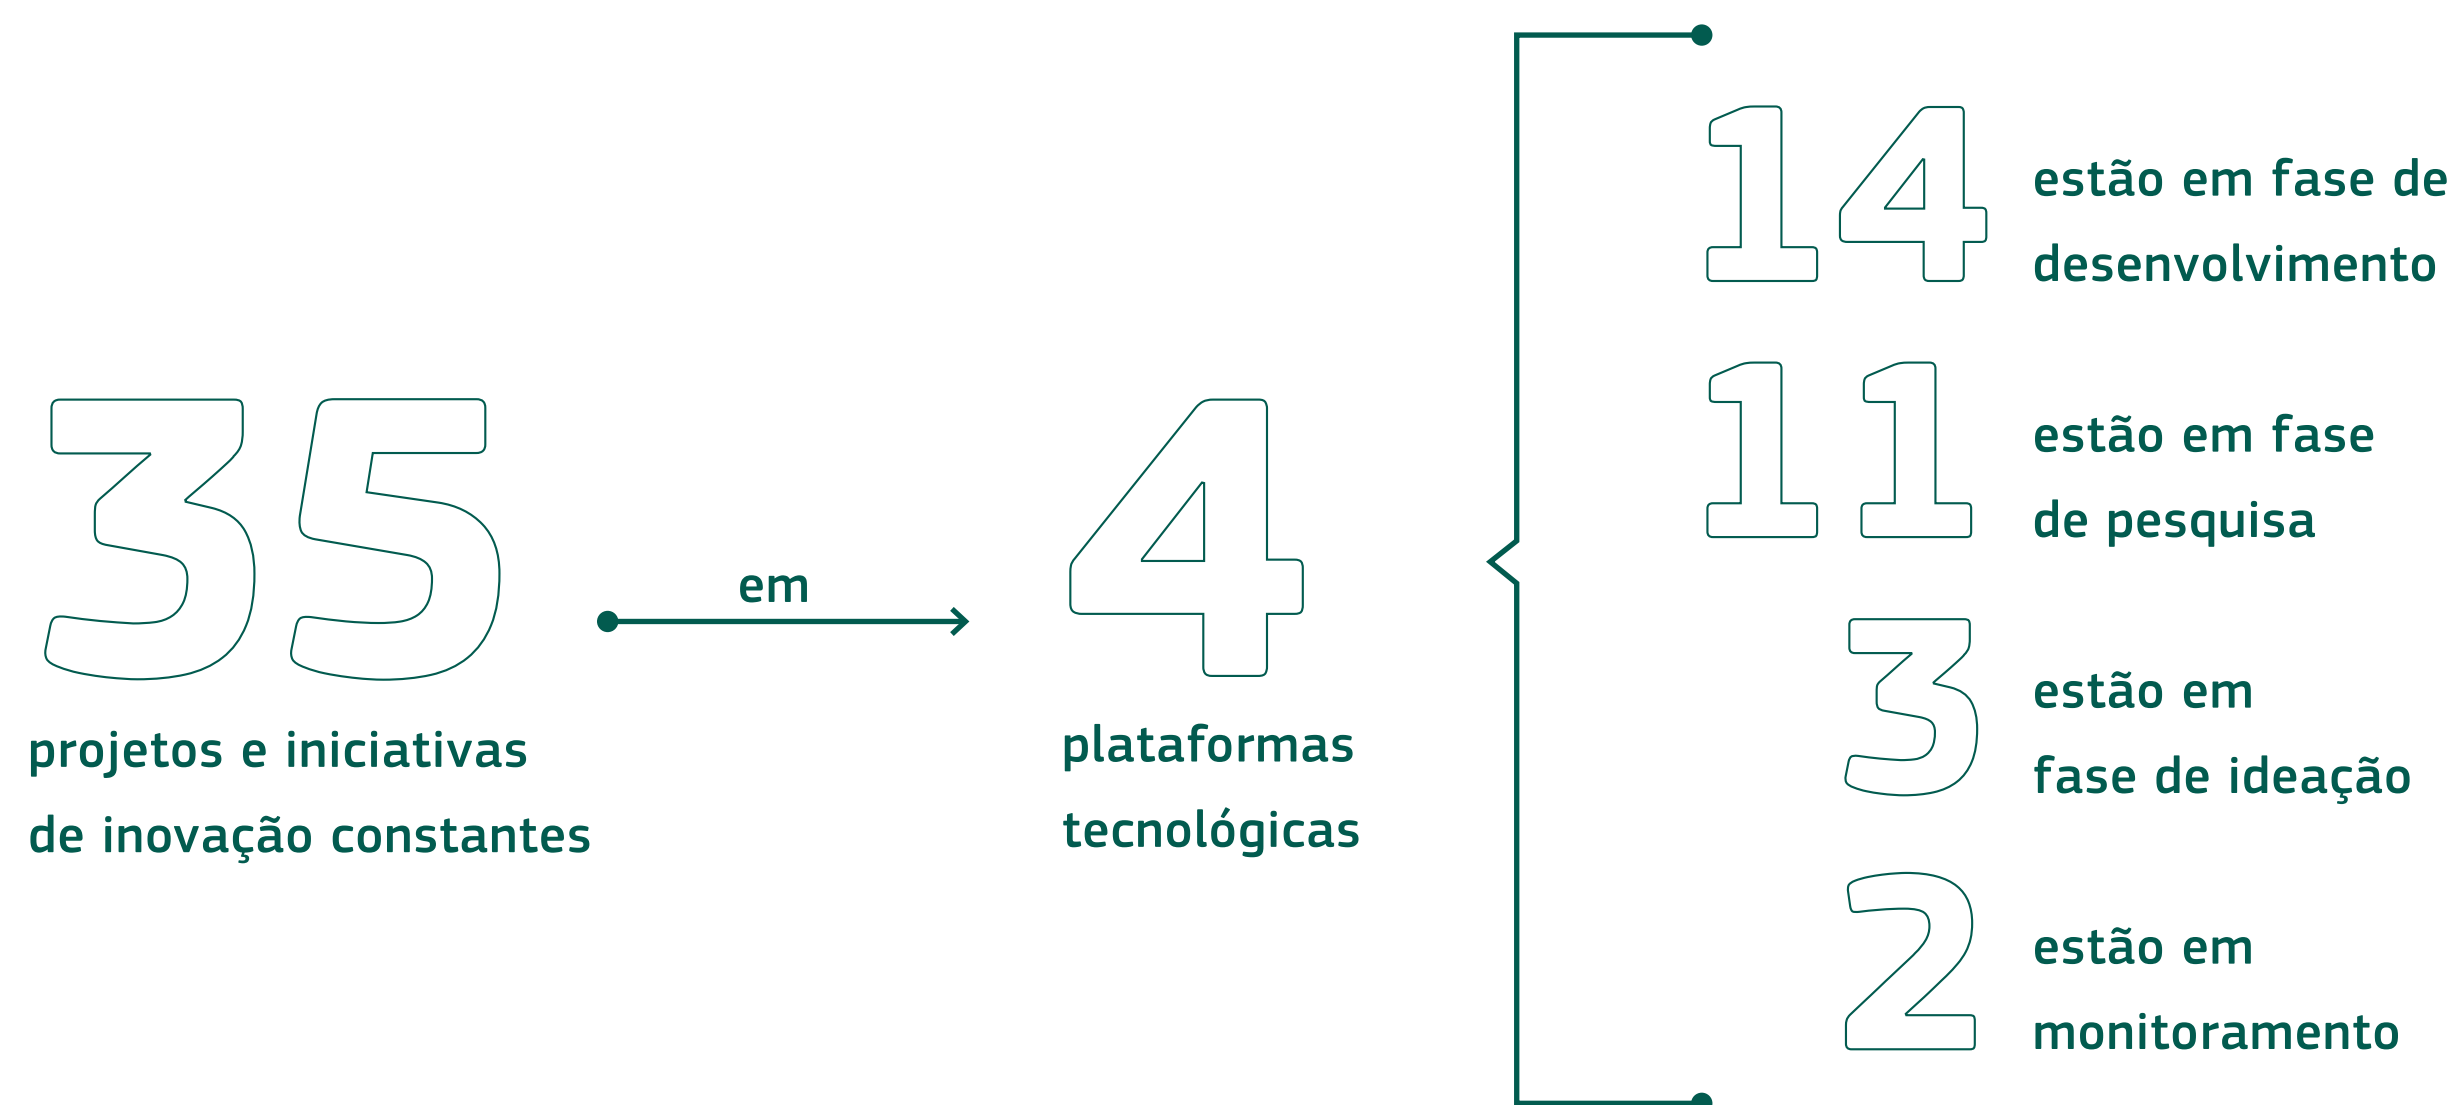 35
projetos e iniciativas
de inovação constantes
em
4
plataformas
tecnológicas
14
estão em fase de
desenvolvimento
11
estão em fase
de pesquisa
3
estão em
fase de ideação
2
estão em
monitoramento